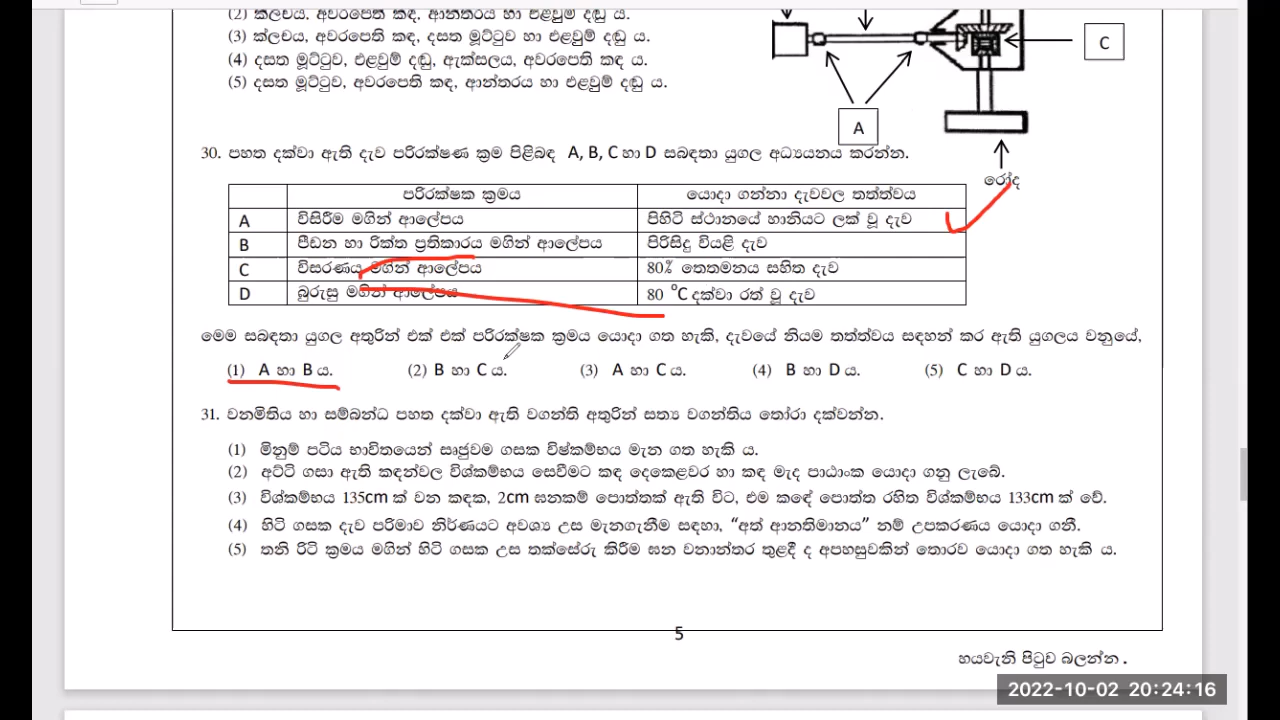 (2) ක්ලචය, අවරපෙති කඳ, ආන්තරය හා එළවුම් දඬු ය.
(3) ක්ලචය, අවරපෙති කඳ, දසත මූට්ටුව හා එළවුම් දඬු ය.
(4) දසත මූට්ටුව, එළවුම් දඬු, ඇක්සලය, අවරපෙති කඳ ය.
(5) දසත මූට්ටුව, අවරපෙති කඳ, ආන්තරය හා එළවුම් දඬු ය.
C
A
රෝද
30. පහත දක්වා ඇති දැව පරිරක්ෂණ ක්‍රම පිළිබඳ A, B, C හා D සබඳතා යුගල අධ්‍යයනය කරන්න.
පරිරක්ෂක ක්‍රමය යොදා ගන්නා දැවවල තත්ත්වය
A විසිරීම මගින් ආලේපය පිහිටි ස්ථානයේ හානියට ලක් වූ දැව
B පීඩන හා රික්ත ප්‍රතිකාරය මගින් ආලේපය පිරිසිදු වියළි දැව
C විසරණය මගින් ආලේපය 80% තෙතමනය සහිත දැව
D බුරුසු මගින් ආලේපය 80 °C දක්වා රත් වූ දැව
මෙම සබඳතා යුගල අතුරින් එක් එක් පරිරක්ෂක ක්‍රමය යොදා ගත හැකි, දැවයේ නියම තත්ත්වය සඳහන් කර ඇති යුගලය වනුයේ,
(1) A හා B ය. (2) B හා C ය. (3) A හා C ය. (4) B හා D ය. (5) C හා D ය.
31. වනමිතිය හා සම්බන්ධ පහත දක්වා ඇති වගන්ති අතුරින් සත්‍ය වගන්තිය තෝරා දක්වන්න.
(1) මිනුම් පටිය භාවිතයෙන් සෘජුවම ගසක විෂ්කම්භය මැන ගත හැකි ය.
(2) අට්ටි ගසා ඇති කඳන්වල විශ්කම්භය සෙවීමට කඳ දෙකෙළවර හා කඳ මැද පාඨාංක යොදා ගනු ලැබේ.
(3) විශ්කම්භය 135cm ක් වන කඳක, 2cm ඝනකම් පොත්තක් ඇති විට, එම කඳේ පොත්ත රහිත විශ්කම්භය 133cm ක් වේ.
(4) හිටි ගසක දැව පරිමාව නිර්ණයට අවශ්‍ය උස මැනගැනීම සඳහා, “අත් ආනතිමානය” නම් උපකරණය යොදා ගනී.
(5) තනි රිටි ක්‍රමය මගින් හිටි ගසක උස තක්සේරු කිරීම ඝන වනාන්තර තුළදී ද අපහසුවකින් තොරව යොදා ගත හැකි ය.
5
හයවැනි පිටුව බලන්න.
2022-10-02 20:24:16